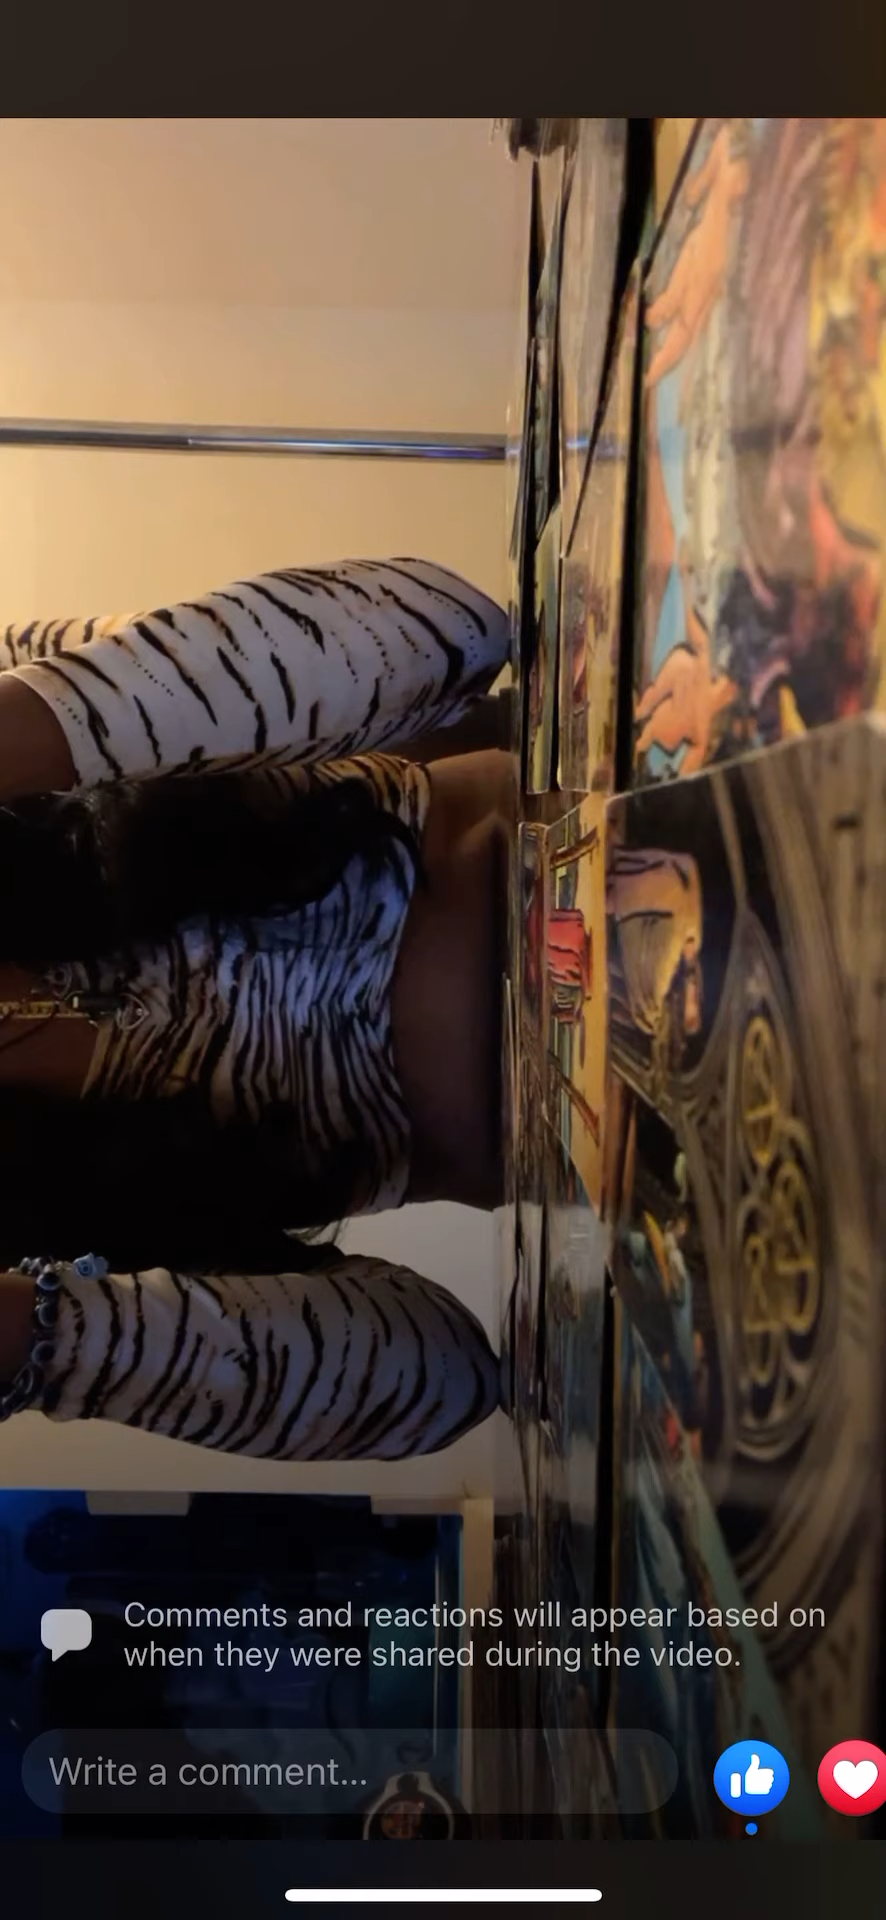 Comments and reactions will appear based on
when they were shared during the video.
Write a comment...